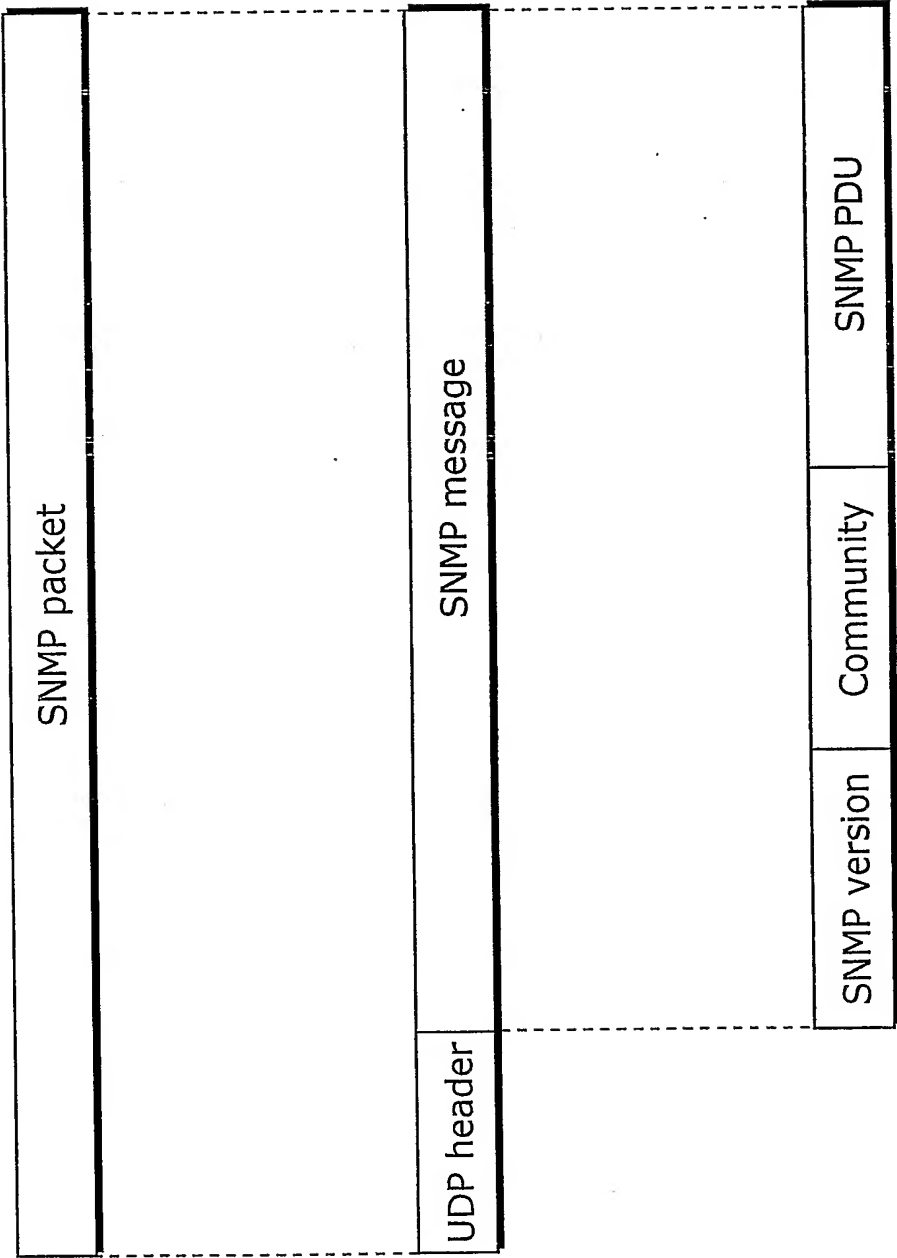 SNMP packet
UDP header
SNMP message
SNMP version
Community
SNMP PDU